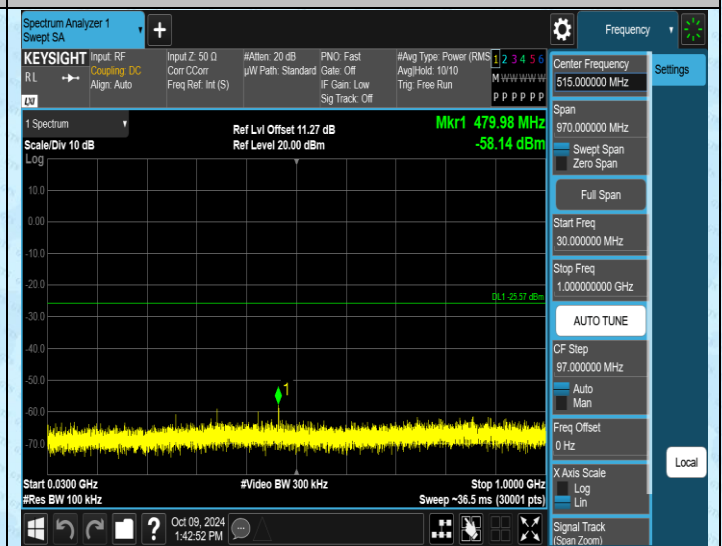 Spectrum Analyzer 1
Swept SA
Frequency
KEYSIGHT
R L
LXI
Input: RF
Coupling: DC
Align: Auto
Input Z: 50 Ω
Corr CCorr
Freq Ref: Int (S)
#Atten: 20 dB
µW Path: Standard
PNO: Fast
Gate: Off
IF Gain: Low
Sig Track: Off
#Avg Type: Power (RMS
Avg|Hold: 10/10
Trig: Free Run
1 2 3 4 5 6
M W W W W W
P P P P P P
1 Spectrum
Scale/Div 10 dB
Ref Lvl Offset 11.27 dB
Ref Level 20.00 dBm
Mkr1 479.98 MHz
-58.14 dBm
Log
10.0
0.00
-10.0
-20.0
-30.0
-40.0
-50.0
-60.0
-70.0
DL1 -25.57 dBm
1
Start 0.0300 GHz
#Res BW 100 kHz
#Video BW 300 kHz
Stop 1.0000 GHz
Sweep ~36.5 ms (30001 pts)
Oct 09, 2024
1:42:52 PM
Center Frequency
515.000000 MHz
Span
970.000000 MHz
Swept Span
Zero Span
Full Span
Start Freq
30.000000 MHz
Stop Freq
1.000000000 GHz
AUTO TUNE
CF Step
97.000000 MHz
Auto
Man
Freq Offset
0 Hz
X Axis Scale
Log
Lin
Signal Track
(Span Zoom)
Settings
Local